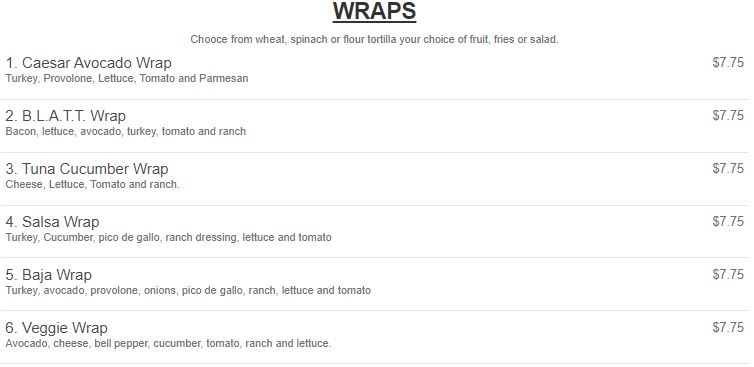 WRAPS
Chooce from wheat, spinach or flour tortilla your choice of fruit, fries or salad.
1. Caesar Avocado Wrap $7.75
Turkey, Provolone, Lettuce, Tomato and Parmesan
2. B.L.A.T.T. Wrap $7.75
Bacon, lettuce, avocado, turkey, tomato and ranch
3. Tuna Cucumber Wrap $7.75
Cheese, Lettuce, Tomato and ranch.
4. Salsa Wrap $7.75
Turkey, Cucumber, pico de gallo, ranch dressing, lettuce and tomato
5. Baja Wrap $7.75
Turkey, avocado, provolone, onions, pico de gallo, ranch, lettuce and tomato
6. Veggie Wrap $7.75
Avocado, cheese, bell pepper, cucumber, tomato, ranch and lettuce.